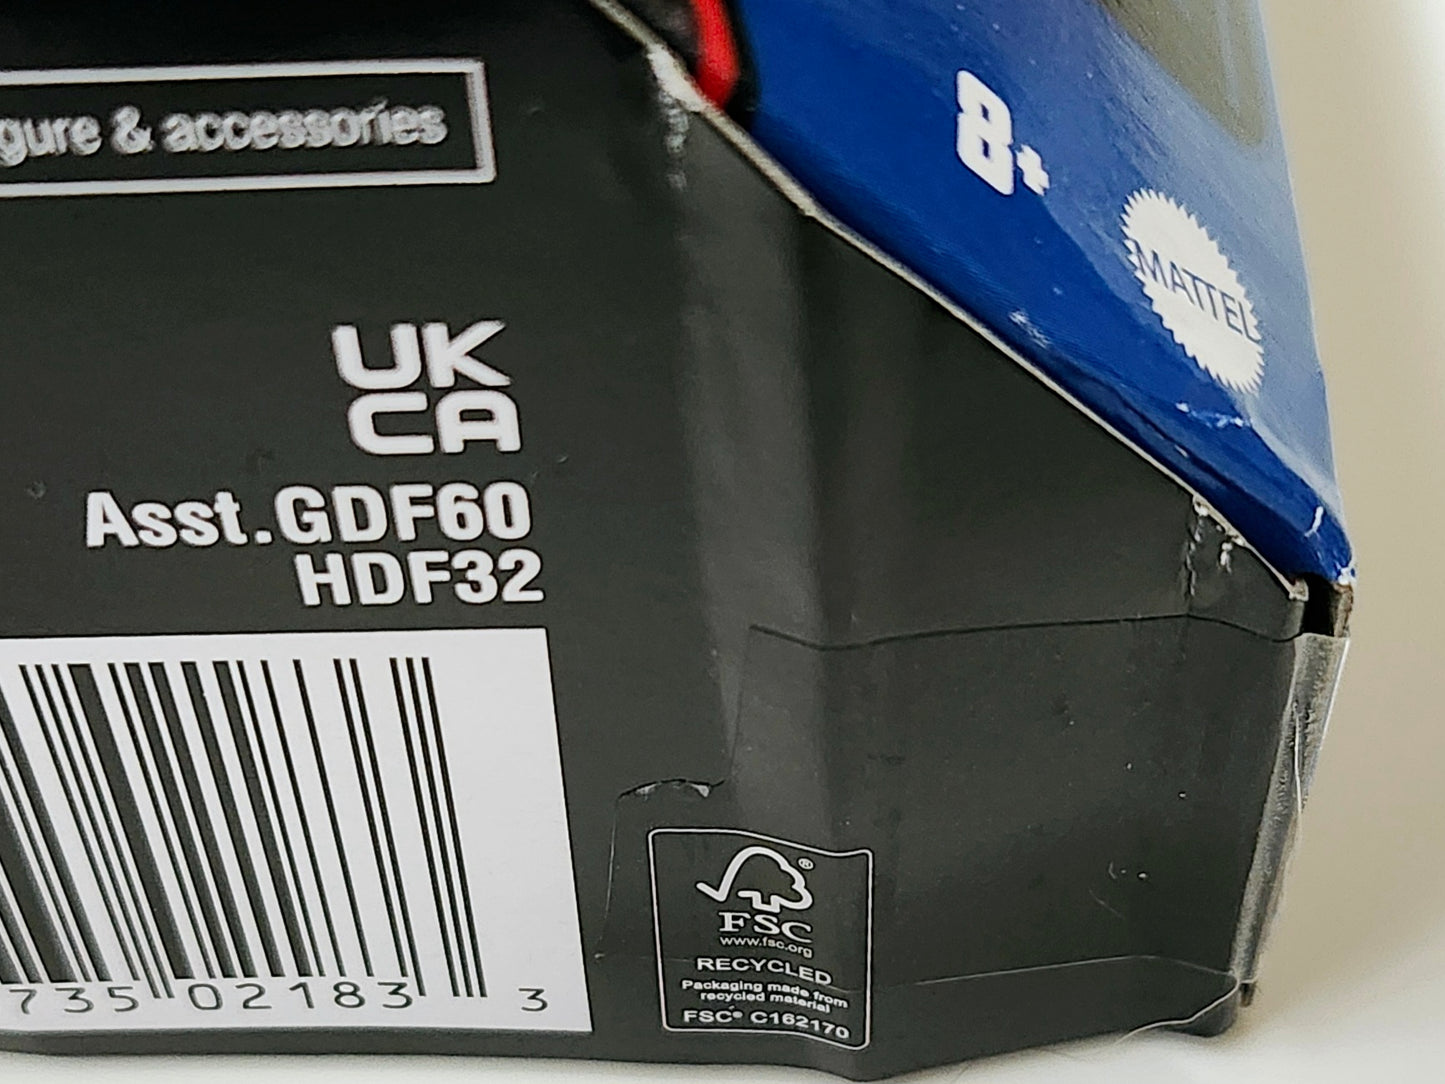 gure & accessories
8+
MATTEL
UK
CA
Asst.GDF60
HDF32
735 02183 3
FSC®
www.fsc.org
RECYCLED
Packaging made from
recycled material
FSC® C162170